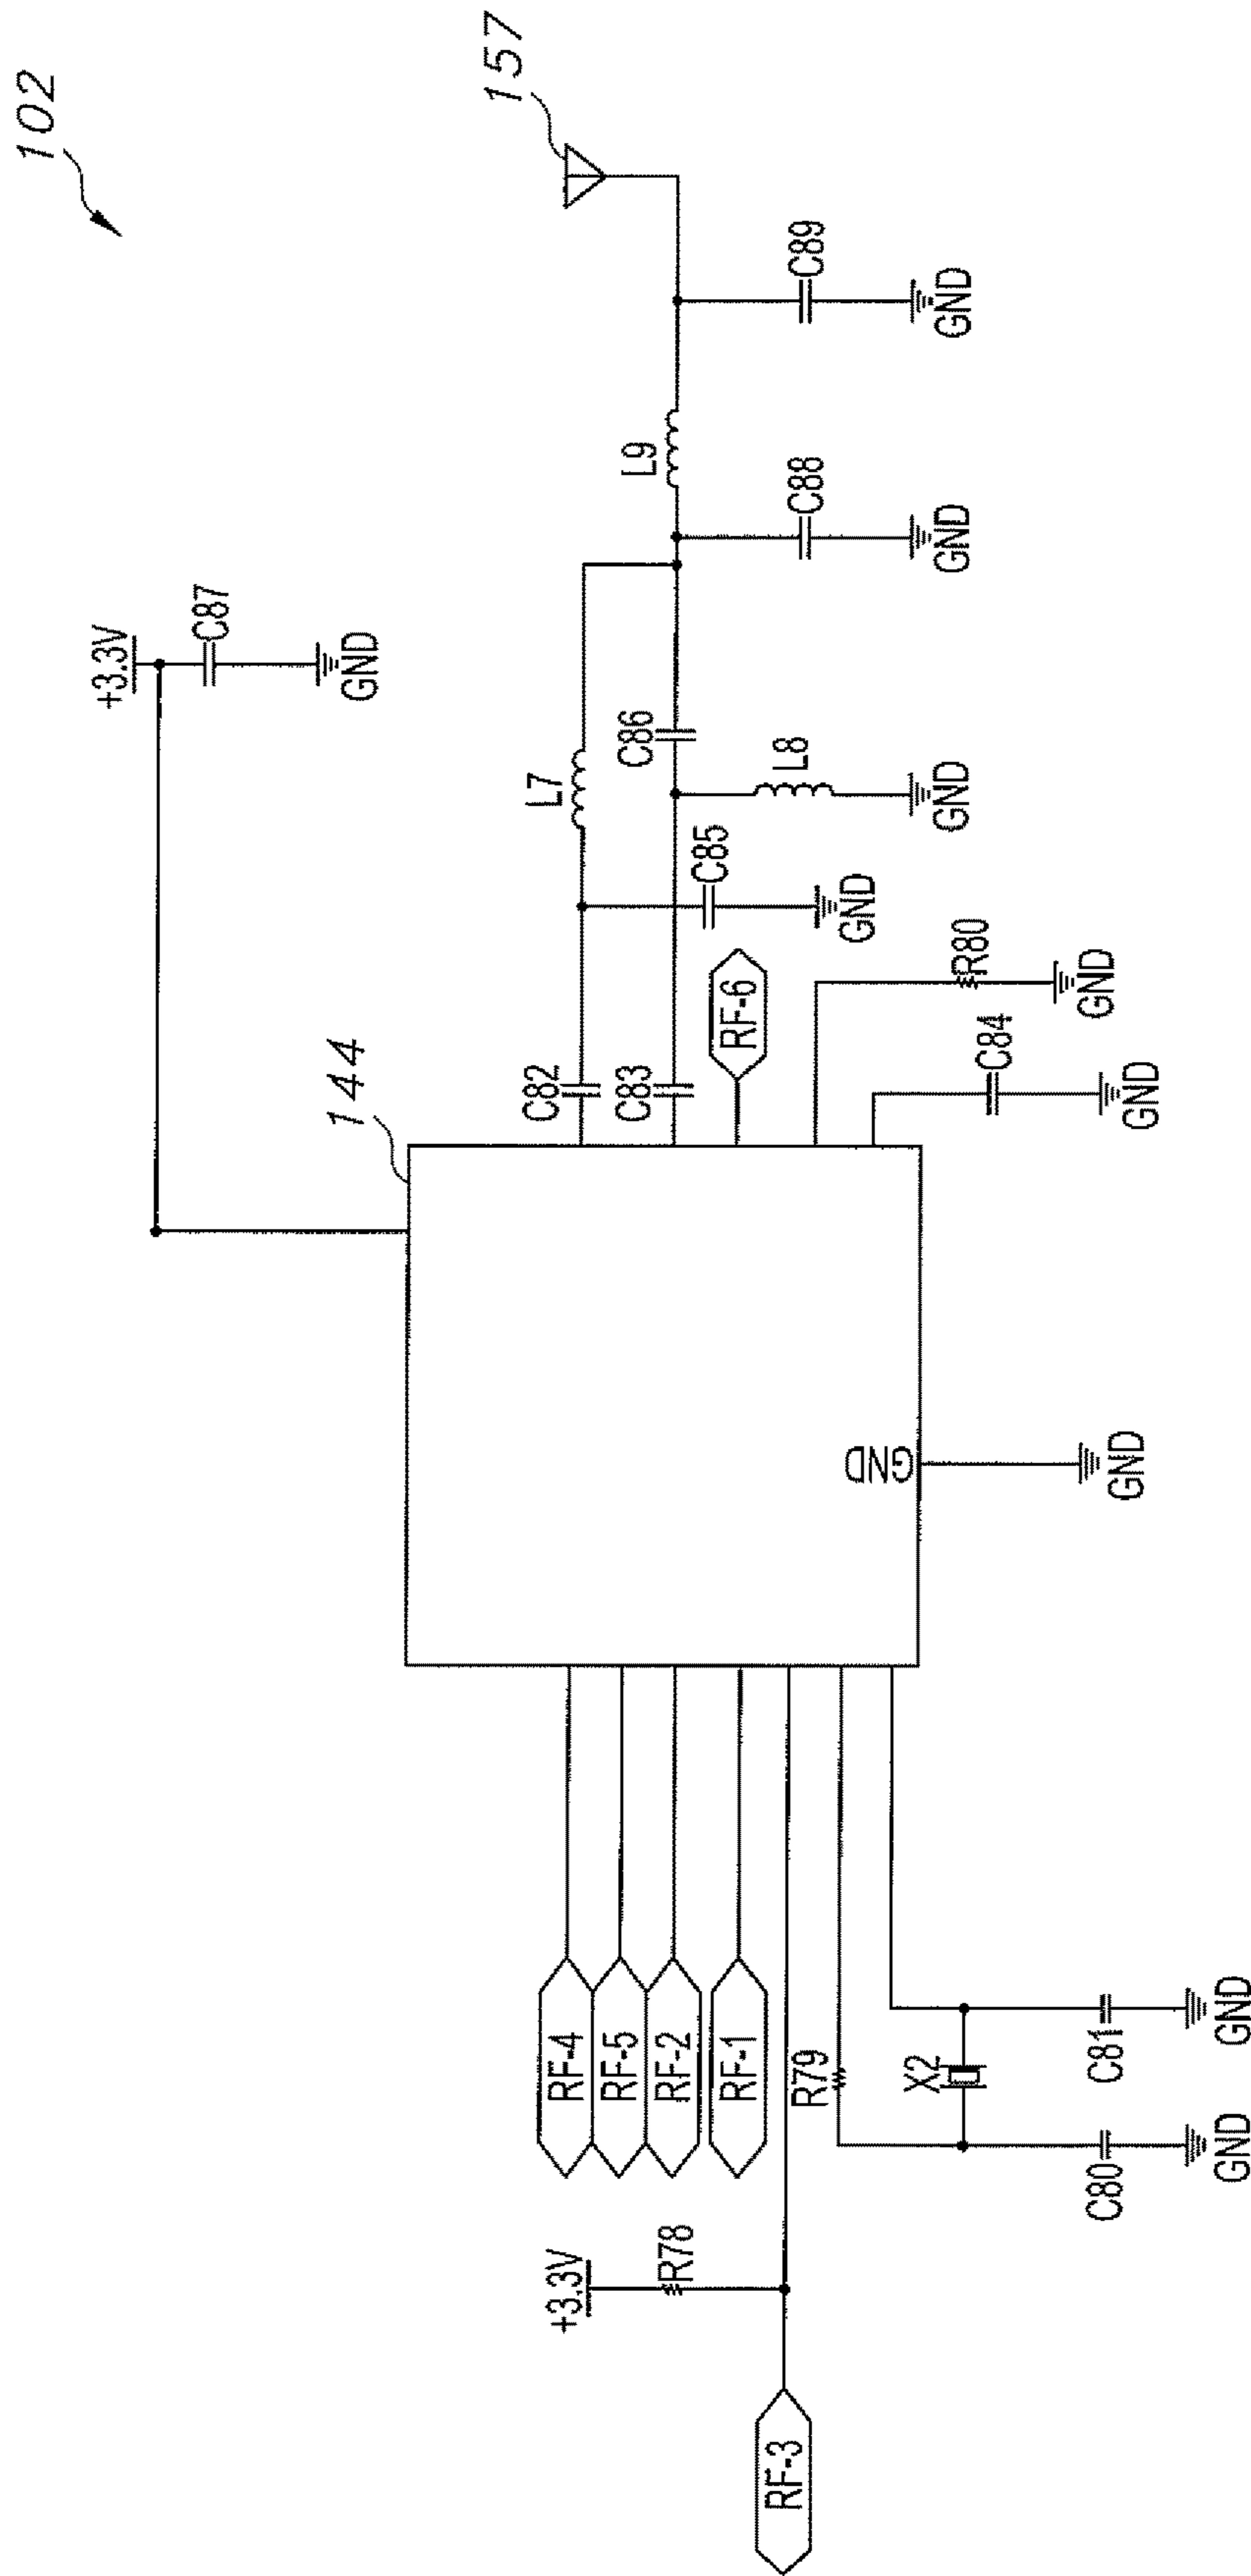 102
157
+3.3V
C87
GND
144
L7
L9
C82
C83
C85
GND
C86
L8
GND
C88
GND
C89
GND
RF-6
R80
GND
C84
GND
GND
GND
RF-4
RF-5
RF-2
RF-1
+3.3V
R78
RF-3
R79
X2
C80
GND
C81
GND